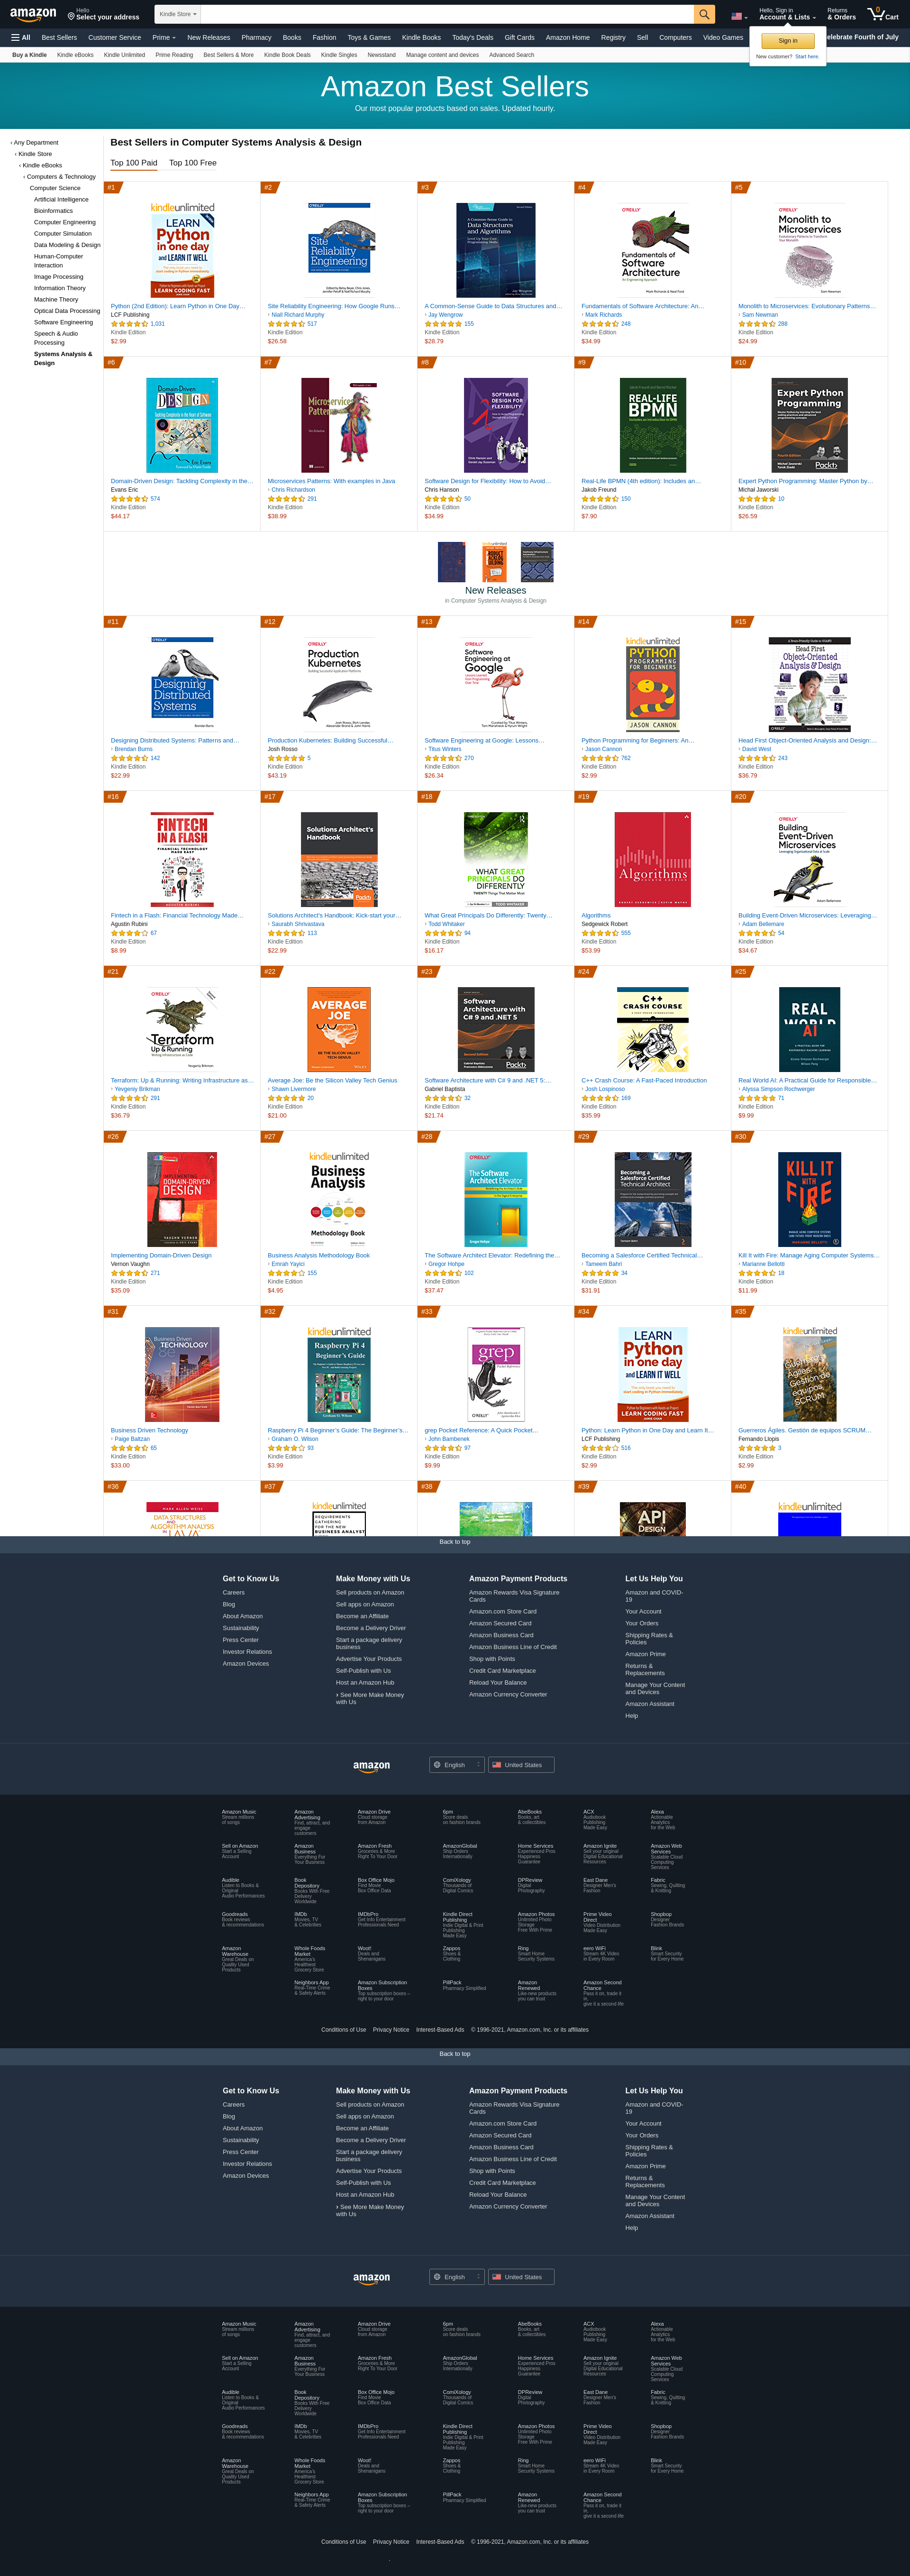 amazon
Hello
Select your address
Kindle Store
Hello, Sign in
Account & Lists
Returns
& Orders
0
Cart
All
Best Sellers
Customer Service
Prime
New Releases
Pharmacy
Books
Fashion
Toys & Games
Kindle Books
Today's Deals
Gift Cards
Amazon Home
Registry
Sell
Computers
Video Games
elebrate Fourth of July
Sign in
New customer? Start here.
Buy a Kindle
Kindle eBooks
Kindle Unlimited
Prime Reading
Best Sellers & More
Kindle Book Deals
Kindle Singles
Newsstand
Manage content and devices
Advanced Search
Amazon Best Sellers
Our most popular products based on sales. Updated hourly.
‹ Any Department
‹ Kindle Store
‹ Kindle eBooks
‹ Computers & Technology
Computer Science
Artificial Intelligence
Bioinformatics
Computer Engineering
Computer Simulation
Data Modeling & Design
Human-Computer
Interaction
Image Processing
Information Theory
Machine Theory
Optical Data Processing
Software Engineering
Speech & Audio
Processing
Systems Analysis &
Design
Best Sellers in Computer Systems Analysis & Design
Top 100 Paid
Top 100 Free
#1
Python (2nd Edition): Learn Python in One Day…
LCF Publishing
1,031
Kindle Edition
$2.99
#2
Site Reliability Engineering: How Google Runs…
› Niall Richard Murphy
517
Kindle Edition
$26.58
#3
A Common-Sense Guide to Data Structures and…
› Jay Wengrow
155
Kindle Edition
$28.79
#4
Fundamentals of Software Architecture: An…
› Mark Richards
248
Kindle Edition
$34.99
#5
Monolith to Microservices: Evolutionary Patterns…
› Sam Newman
288
Kindle Edition
$24.99
#6
Domain-Driven Design: Tackling Complexity in the…
Evans Eric
574
Kindle Edition
$44.17
#7
Microservices Patterns: With examples in Java
› Chris Richardson
291
Kindle Edition
$38.99
#8
Software Design for Flexibility: How to Avoid…
Chris Hanson
50
Kindle Edition
$34.99
#9
Real-Life BPMN (4th edition): Includes an…
Jakob Freund
150
Kindle Edition
$7.90
#10
Expert Python Programming: Master Python by…
Michał Jaworski
10
Kindle Edition
$26.59
New Releases
in Computer Systems Analysis & Design
#11
Designing Distributed Systems: Patterns and…
› Brendan Burns
142
Kindle Edition
$22.99
#12
Production Kubernetes: Building Successful…
Josh Rosso
5
Kindle Edition
$43.19
#13
Software Engineering at Google: Lessons…
› Titus Winters
270
Kindle Edition
$26.34
#14
Python Programming for Beginners: An…
› Jason Cannon
762
Kindle Edition
$2.99
#15
Head First Object-Oriented Analysis and Design:…
› David West
243
Kindle Edition
$36.79
#16
Fintech in a Flash: Financial Technology Made…
Agustin Rubini
67
Kindle Edition
$8.99
#17
Solutions Architect's Handbook: Kick-start your…
› Saurabh Shrivastava
113
Kindle Edition
$22.99
#18
What Great Principals Do Differently: Twenty…
› Todd Whitaker
94
Kindle Edition
$16.17
#19
Algorithms
Sedgewick Robert
555
Kindle Edition
$53.99
#20
Building Event-Driven Microservices: Leveraging…
› Adam Bellemare
54
Kindle Edition
$34.67
#21
Terraform: Up & Running: Writing Infrastructure as…
› Yevgeniy Brikman
291
Kindle Edition
$36.79
#22
Average Joe: Be the Silicon Valley Tech Genius
› Shawn Livermore
20
Kindle Edition
$21.00
#23
Software Architecture with C# 9 and .NET 5:…
Gabriel Baptista
32
Kindle Edition
$21.74
#24
C++ Crash Course: A Fast-Paced Introduction
› Josh Lospinoso
169
Kindle Edition
$35.99
#25
Real World AI: A Practical Guide for Responsible…
› Alyssa Simpson Rochwerger
71
Kindle Edition
$9.99
#26
Implementing Domain-Driven Design
Vernon Vaughn
271
Kindle Edition
$35.09
#27
Business Analysis Methodology Book
› Emrah Yayici
155
Kindle Edition
$4.95
#28
The Software Architect Elevator: Redefining the…
› Gregor Hohpe
102
Kindle Edition
$37.47
#29
Becoming a Salesforce Certified Technical…
› Tameem Bahri
34
Kindle Edition
$31.91
#30
Kill It with Fire: Manage Aging Computer Systems…
› Marianne Bellotti
18
Kindle Edition
$11.99
#31
Business Driven Technology
› Paige Baltzan
65
Kindle Edition
$33.00
#32
Raspberry Pi 4 Beginner's Guide: The Beginner's…
› Graham O. Wilson
93
Kindle Edition
$3.99
#33
grep Pocket Reference: A Quick Pocket…
› John Bambenek
97
Kindle Edition
$9.99
#34
Python: Learn Python in One Day and Learn It…
LCF Publishing
516
Kindle Edition
$2.99
#35
Guerreros Ágiles. Gestión de equipos SCRUM…
Fernando Llopis
3
Kindle Edition
$2.99
#36
#37
#38
#39
#40
Back to top
Get to Know Us
Careers
Blog
About Amazon
Sustainability
Press Center
Investor Relations
Amazon Devices
Make Money with Us
Sell products on Amazon
Sell apps on Amazon
Become an Affiliate
Become a Delivery Driver
Start a package delivery
business
Advertise Your Products
Self-Publish with Us
Host an Amazon Hub
› See More Make Money
with Us
Amazon Payment Products
Amazon Rewards Visa Signature
Cards
Amazon.com Store Card
Amazon Secured Card
Amazon Business Card
Amazon Business Line of Credit
Shop with Points
Credit Card Marketplace
Reload Your Balance
Amazon Currency Converter
Let Us Help You
Amazon and COVID-
19
Your Account
Your Orders
Shipping Rates &
Policies
Amazon Prime
Returns &
Replacements
Manage Your Content
and Devices
Amazon Assistant
Help
amazon
English
United States
Amazon Music
Stream millions
of songs
Amazon
Advertising
Find, attract, and
engage
customers
Amazon Drive
Cloud storage
from Amazon
6pm
Score deals
on fashion brands
AbeBooks
Books, art
& collectibles
ACX
Audiobook
Publishing
Made Easy
Alexa
Actionable
Analytics
for the Web
Sell on Amazon
Start a Selling
Account
Amazon
Business
Everything For
Your Business
Amazon Fresh
Groceries & More
Right To Your Door
AmazonGlobal
Ship Orders
Internationally
Home Services
Experienced Pros
Happiness
Guarantee
Amazon Ignite
Sell your original
Digital Educational
Resources
Amazon Web
Services
Scalable Cloud
Computing
Services
Audible
Listen to Books &
Original
Audio Performances
Book
Depository
Books With Free
Delivery
Worldwide
Box Office Mojo
Find Movie
Box Office Data
ComiXology
Thousands of
Digital Comics
DPReview
Digital
Photography
East Dane
Designer Men's
Fashion
Fabric
Sewing, Quilting
& Knitting
Goodreads
Book reviews
& recommendations
IMDb
Movies, TV
& Celebrities
IMDbPro
Get Info Entertainment
Professionals Need
Kindle Direct
Publishing
Indie Digital & Print
Publishing
Made Easy
Amazon Photos
Unlimited Photo
Storage
Free With Prime
Prime Video
Direct
Video Distribution
Made Easy
Shopbop
Designer
Fashion Brands
Amazon
Warehouse
Great Deals on
Quality Used
Products
Whole Foods
Market
America's
Healthiest
Grocery Store
Woot!
Deals and
Shenanigans
Zappos
Shoes &
Clothing
Ring
Smart Home
Security Systems
eero WiFi
Stream 4K Video
in Every Room
Blink
Smart Security
for Every Home
Neighbors App
Real-Time Crime
& Safety Alerts
Amazon Subscription
Boxes
Top subscription boxes –
right to your door
PillPack
Pharmacy Simplified
Amazon
Renewed
Like-new products
you can trust
Amazon Second
Chance
Pass it on, trade it
in,
give it a second life
Conditions of Use
Privacy Notice
Interest-Based Ads
© 1996-2021, Amazon.com, Inc. or its affiliates
Back to top
Get to Know Us
Careers
Blog
About Amazon
Sustainability
Press Center
Investor Relations
Amazon Devices
Make Money with Us
Sell products on Amazon
Sell apps on Amazon
Become an Affiliate
Become a Delivery Driver
Start a package delivery
business
Advertise Your Products
Self-Publish with Us
Host an Amazon Hub
› See More Make Money
with Us
Amazon Payment Products
Amazon Rewards Visa Signature
Cards
Amazon.com Store Card
Amazon Secured Card
Amazon Business Card
Amazon Business Line of Credit
Shop with Points
Credit Card Marketplace
Reload Your Balance
Amazon Currency Converter
Let Us Help You
Amazon and COVID-
19
Your Account
Your Orders
Shipping Rates &
Policies
Amazon Prime
Returns &
Replacements
Manage Your Content
and Devices
Amazon Assistant
Help
amazon
English
United States
Amazon Music
Stream millions
of songs
Amazon
Advertising
Find, attract, and
engage
customers
Amazon Drive
Cloud storage
from Amazon
6pm
Score deals
on fashion brands
AbeBooks
Books, art
& collectibles
ACX
Audiobook
Publishing
Made Easy
Alexa
Actionable
Analytics
for the Web
Sell on Amazon
Start a Selling
Account
Amazon
Business
Everything For
Your Business
Amazon Fresh
Groceries & More
Right To Your Door
AmazonGlobal
Ship Orders
Internationally
Home Services
Experienced Pros
Happiness
Guarantee
Amazon Ignite
Sell your original
Digital Educational
Resources
Amazon Web
Services
Scalable Cloud
Computing
Services
Audible
Listen to Books &
Original
Audio Performances
Book
Depository
Books With Free
Delivery
Worldwide
Box Office Mojo
Find Movie
Box Office Data
ComiXology
Thousands of
Digital Comics
DPReview
Digital
Photography
East Dane
Designer Men's
Fashion
Fabric
Sewing, Quilting
& Knitting
Goodreads
Book reviews
& recommendations
IMDb
Movies, TV
& Celebrities
IMDbPro
Get Info Entertainment
Professionals Need
Kindle Direct
Publishing
Indie Digital & Print
Publishing
Made Easy
Amazon Photos
Unlimited Photo
Storage
Free With Prime
Prime Video
Direct
Video Distribution
Made Easy
Shopbop
Designer
Fashion Brands
Amazon
Warehouse
Great Deals on
Quality Used
Products
Whole Foods
Market
America's
Healthiest
Grocery Store
Woot!
Deals and
Shenanigans
Zappos
Shoes &
Clothing
Ring
Smart Home
Security Systems
eero WiFi
Stream 4K Video
in Every Room
Blink
Smart Security
for Every Home
Neighbors App
Real-Time Crime
& Safety Alerts
Amazon Subscription
Boxes
Top subscription boxes –
right to your door
PillPack
Pharmacy Simplified
Amazon
Renewed
Like-new products
you can trust
Amazon Second
Chance
Pass it on, trade it
in,
give it a second life
Conditions of Use
Privacy Notice
Interest-Based Ads
© 1996-2021, Amazon.com, Inc. or its affiliates